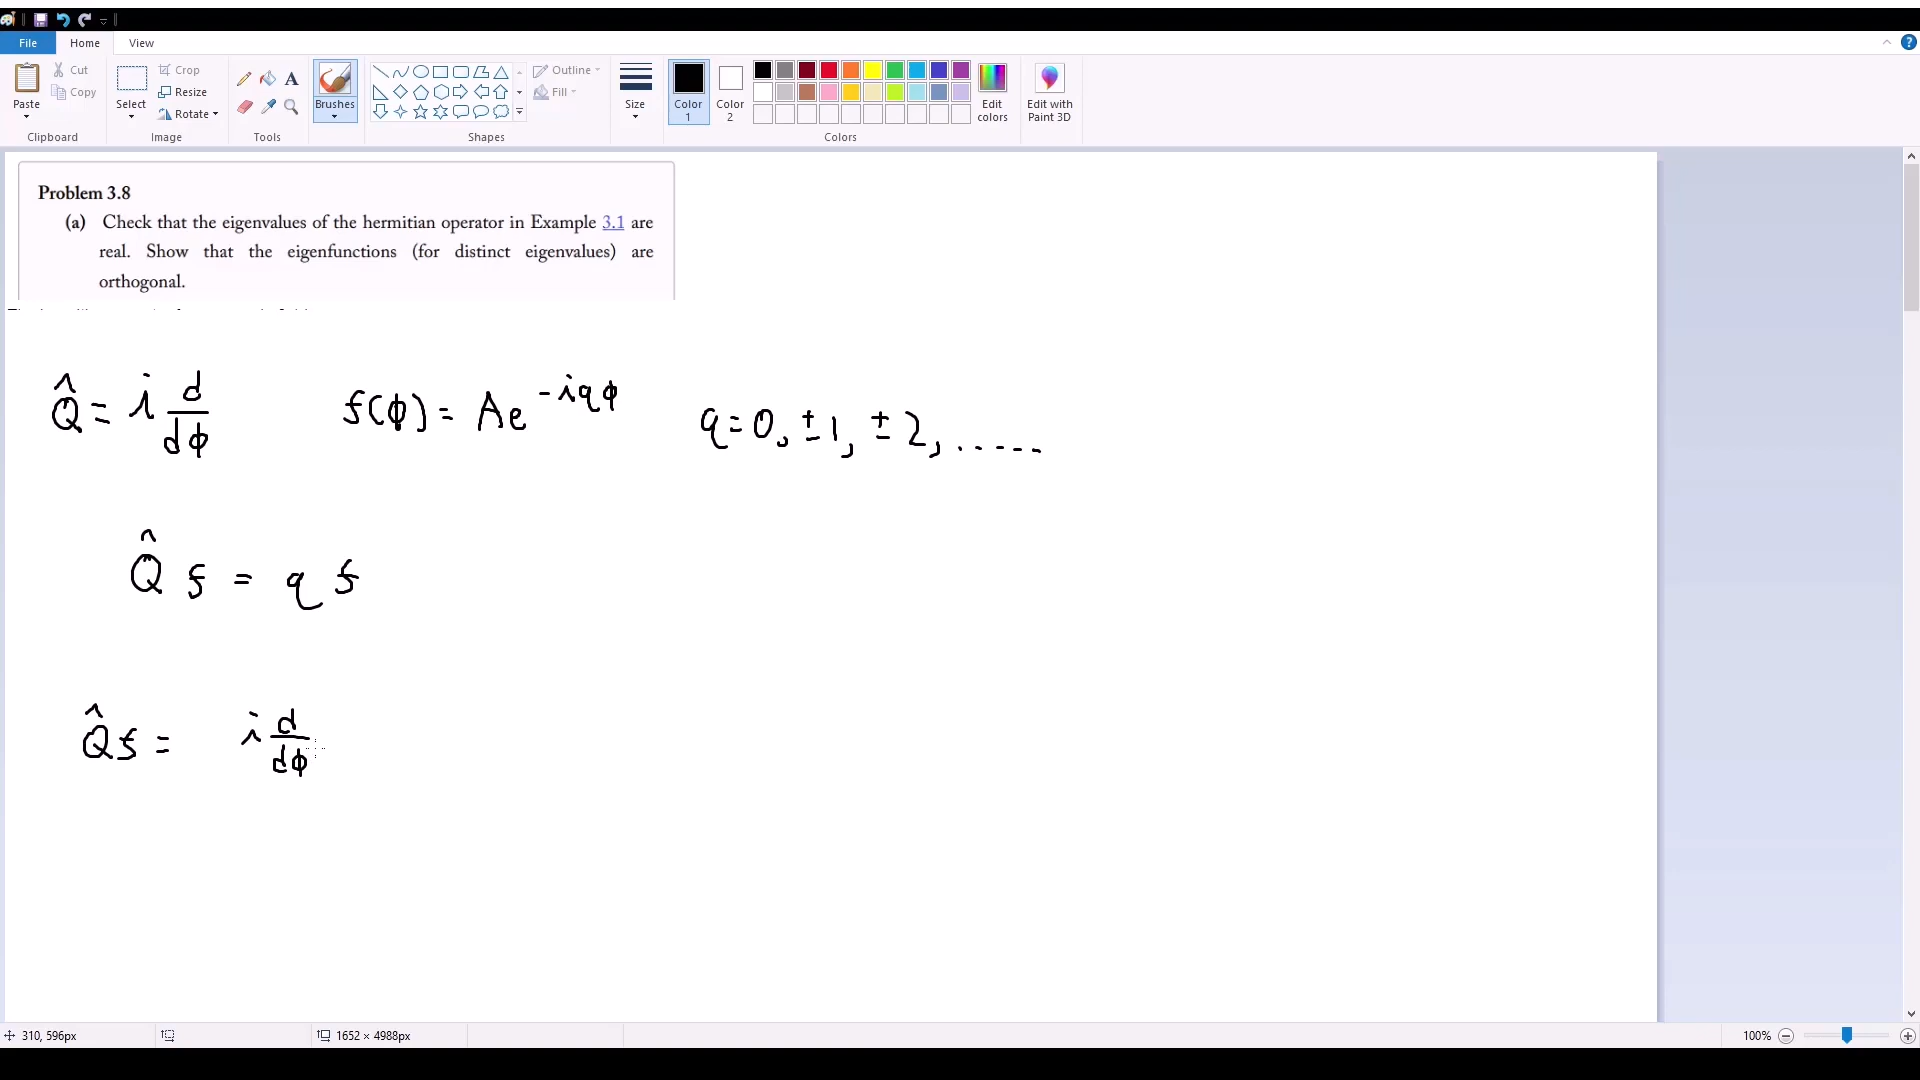 File Home View
Paste Cut Copy Select Crop Resize Rotate Brushes Outline Fill Size Color 1 Color 2 Edit colors Edit with Paint 3D
Clipboard Image Tools Shapes Colors
Problem 3.8
(a) Check that the eigenvalues of the hermitian operator in Example 3.1 are
real. Show that the eigenfunctions (for distinct eigenvalues) are
orthogonal.
Q̂ = i d/dϕ f(ϕ) = Ae^-iqϕ q = 0, ±1, ±2, .....
Q̂ f = q f
Q̂f = i d/dϕ
310, 596px 1652 × 4988px 100%